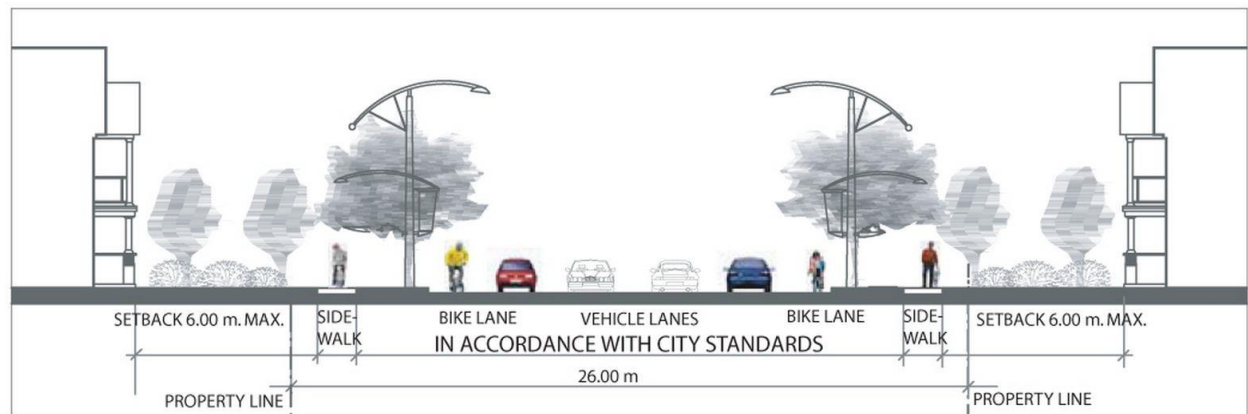 SETBACK 6.00 m. MAX.
SIDE-
WALK
BIKE LANE
VEHICLE LANES
BIKE LANE
SIDE-
WALK
SETBACK 6.00 m. MAX.
IN ACCORDANCE WITH CITY STANDARDS
26.00 m
PROPERTY LINE
PROPERTY LINE